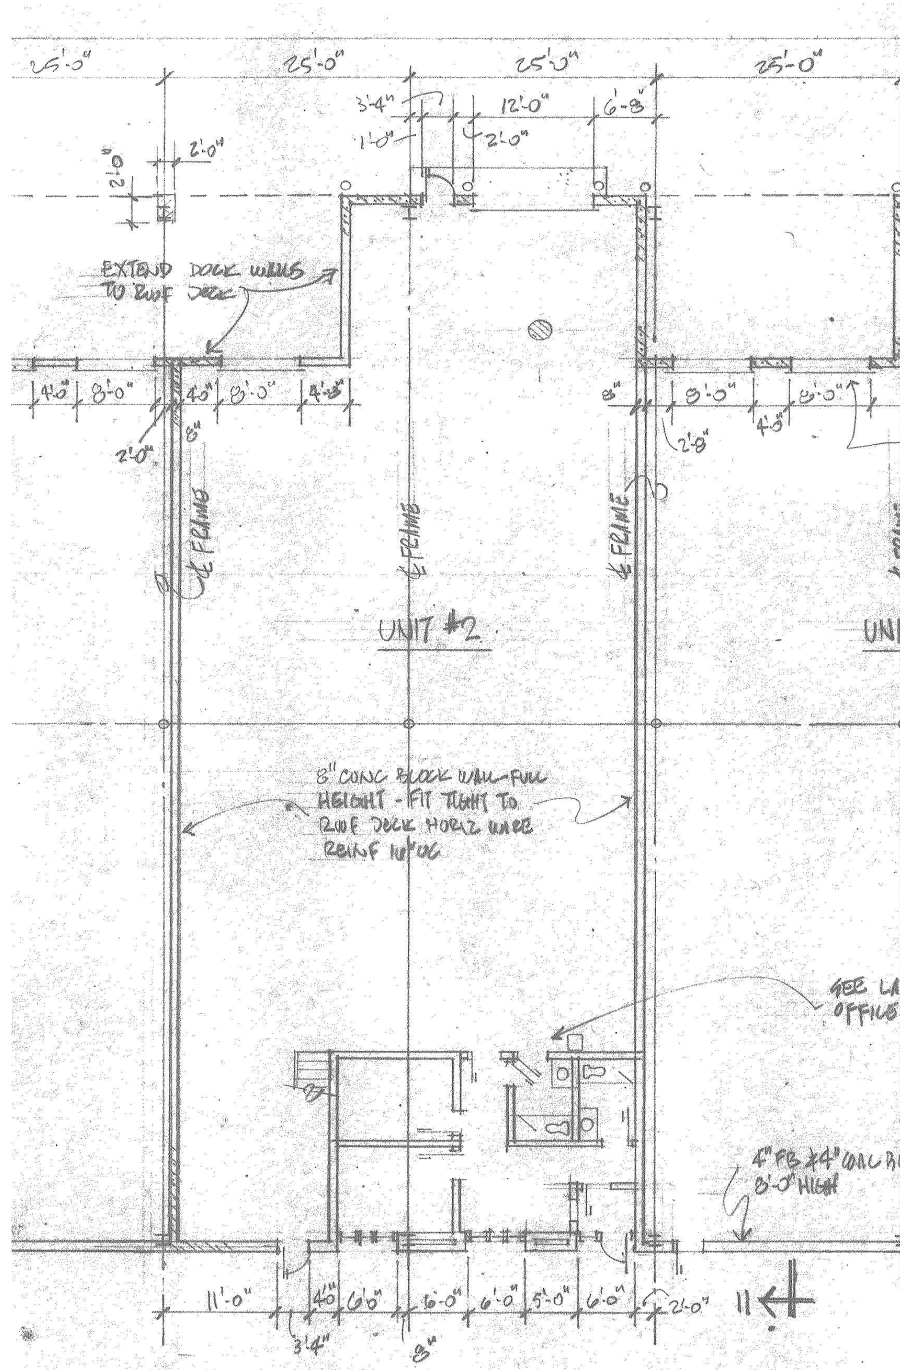 25'-0" 25'-0" 25'-0" 25'-0"
3'-4" 12'-0" 6'-8"
1'-0" 2'-0"
2'-0" 2'-0"
EXTEND DOCK WALLS
TO ROOF DECK
4'-0" 8'-0" 4'-0" 8'-0" 4'-8" 8" 8'-0" 4'-0" 8'-0"
2'-0" 8" 2'-8"
℄ FRAME ℄ FRAME ℄ FRAME ℄ FRAME
UNIT #2 UNI
8" CONC BLOCK WALL-FULL
HEIGHT - FIT TIGHT TO
ROOF DECK HORIZ WIRE
REINF 16" OC
SEE LA
OFFICE
4" FB & 4" CONC B
8'-0" HIGH
11'-0" 4'-0" 6'-0" 6'-0" 6'-0" 5'-0" 6'-0" 2'-0"
3'-4" 8"